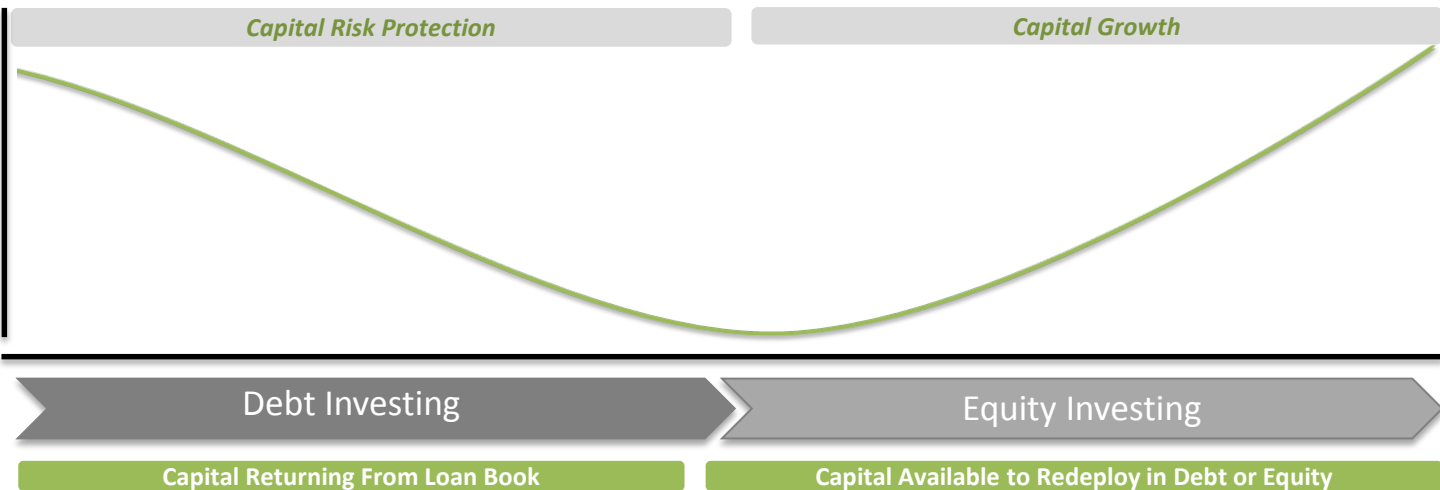 Capital Risk Protection
Capital Growth
Debt Investing
Equity Investing
Capital Returning From Loan Book
Capital Available to Redeploy in Debt or Equity